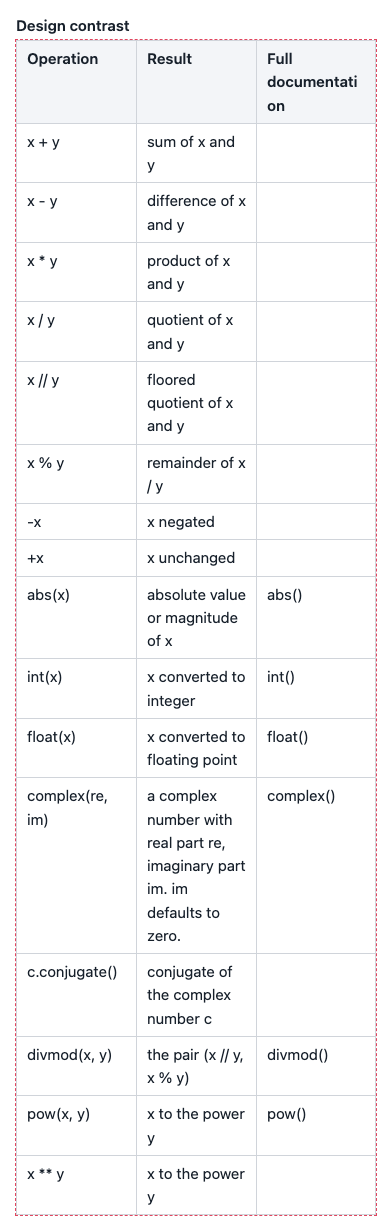 Design contrast
Operation
Result
Full
documentati
on
x + y
sum of x and
y
x - y
difference of x
and y
x * y
product of x
and y
x / y
quotient of x
and y
x // y
floored
quotient of x
and y
x % y
remainder of x
/ y
-x
x negated
+x
x unchanged
abs(x)
absolute value
or magnitude
of x
abs()
int(x)
x converted to
integer
int()
float(x)
x converted to
floating point
float()
complex(re,
im)
a complex
number with
real part re,
imaginary part
im. im
defaults to
zero.
complex()
c.conjugate()
conjugate of
the complex
number c
divmod(x, y)
the pair (x // y,
x % y)
divmod()
pow(x, y)
x to the power
y
pow()
x ** y
x to the power
y